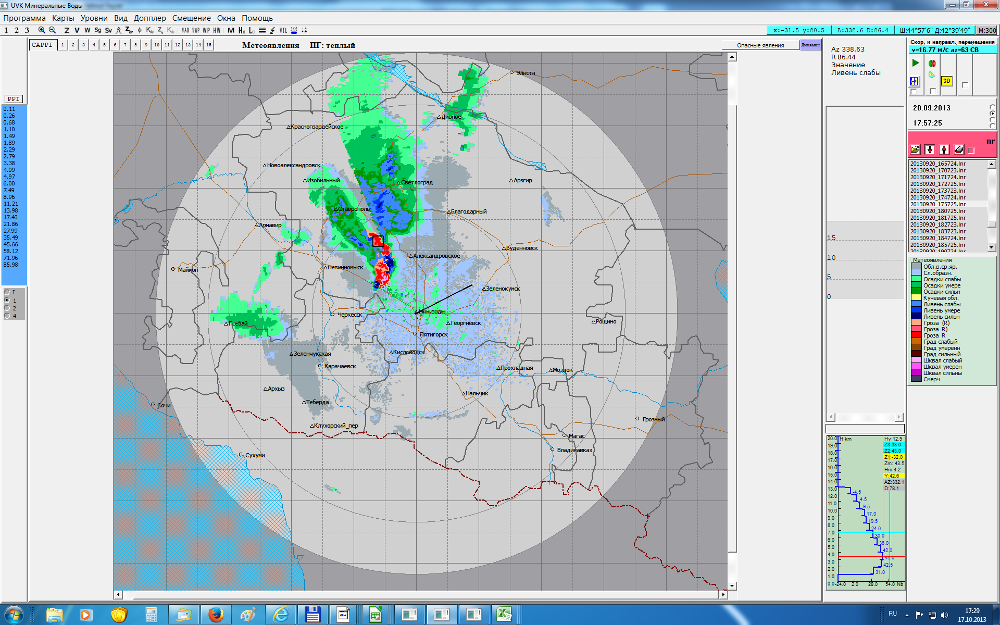 UVK Минеральные Воды
Программа Карты Уровни Вид Допплер Смещение Окна Помощь
1 2 3 Z V W Sg Sv VAD VWP WP HW M Hc Lc VIL
x:-31.5 y:80.5 A:338.6 D:86.4 Ш:44°57'6" Д:42°39'49" M:300
CAPPI 1 2 3 4 5 6 7 8 9 10 11 12 13 14 15
Метеоявления ПГ: теплый
Опасные явления Динамик
PPI
0.11
0.26
0.68
1.10
1.49
1.89
2.29
2.79
3.38
4.09
4.97
6.00
7.49
8.96
11.21
13.98
17.40
21.86
27.99
35.49
45.66
58.12
71.96
85.98
I
1
2
4
Элиста
Дивное
Красногвардейское
Новоалександровск
Изобильный
Светлоград
Арзгир
Ставрополь
Благодарный
Армавир
Буденновск
Александровское
Майкоп
Невинномыск
Зеленокумск
Мин.воды
Черкесск
Псебай
Георгиевск
Рощино
Пятигорск
Кисловодск
Зеленчукская
Карачаевск
Прохладная
Моздок
Архыз
Нальчик
Теберда
Сочи
Грозный
Клухорский_пер
Магас
Владикавказ
Сухуми
Az 338.63
R 86.44
Значение
Ливень слабы
15
10
5
0
Скор. и направл. перемещения
v=16.77 м/с az=63 СВ
3D
20.09.2013
17:57:25
nr
20130920_165724.lnr
20130920_170723.lnr
20130920_171724.lnr
20130920_172725.lnr
20130920_173723.lnr
20130920_174724.lnr
20130920_175725.lnr
20130920_180725.lnr
20130920_181725.lnr
20130920_182723.lnr
20130920_183723.lnr
20130920_184724.lnr
20130920_185725.lnr
20130920_190724.lnr
Метеоявления
Обл.в.ср.яр.
Сл.образн.
Осадки слабы
Осадки умере
Осадки сильн
Кучевая обл.
Ливень слабы
Ливень умере
Ливень сильн
Гроза (R)
Гроза R)
Гроза R
Град слабый
Град умеренн
Град сильный
Шквал слабый
Шквал умерен
Шквал сильны
Смерч
H km
20.0
19.0
18.0
17.0
16.0
15.0
14.0
13.0
12.0
11.0
10.0
9.0
8.0
7.0
6.0
5.0
4.0
3.0
2.0
1.0
0.0
Hv:12.9
Z3:33.0
Z2:43.0
Z1:-32.0
Zm: 43.5
Hm:4.2
Y:42.6
AZ:332.1
D:78.1
-4.5
4.5
9.5
17.0
19.5
24.0
30.0
36.0
42.0
42.5
31.0
-24.0 2.0 28.0 54.0 Nb
RU
17:29
17.10.2013